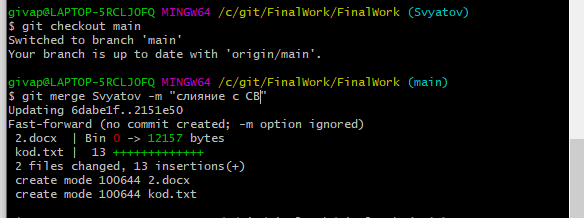 givap@LAPTOP-5RCLJOFQ MINGW64 /c/git/FinalWork/FinalWork (Svyatov)
$ git checkout main
Switched to branch 'main'
Your branch is up to date with 'origin/main'.
givap@LAPTOP-5RCLJOFQ MINGW64 /c/git/FinalWork/FinalWork (main)
$ git merge Svyatov -m "слияние с СВ"
Updating 6dabe1f..2151e50
Fast-forward (no commit created; -m option ignored)
2.docx | Bin 0 -> 12157 bytes
kod.txt | 13 +++++++++++++
2 files changed, 13 insertions(+)
create mode 100644 2.docx
create mode 100644 kod.txt